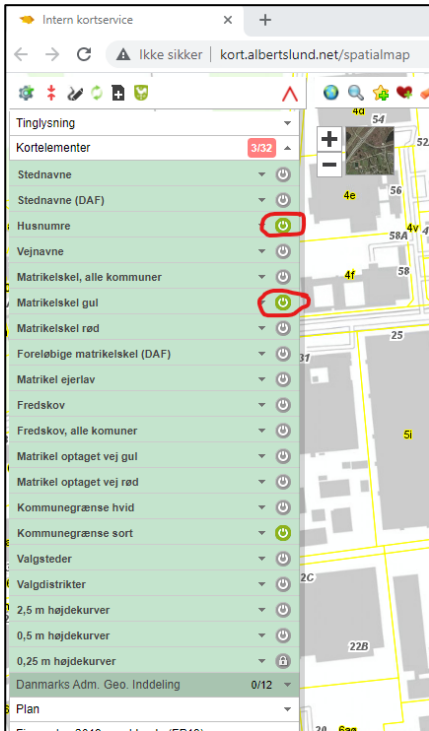 Intern kortservice
Ikke sikker | kort.albertslund.net/spatialmap
Tinglysning
Kortelementer 3/32
Stednavne
Stednavne (DAF)
Husnumre
Vejnavne
Matrikelskel, alle kommuner
Matrikelskel gul
Matrikelskel rød
Foreløbige matrikelskel (DAF)
Matrikel ejerlav
Fredskov
Fredskov, alle komuner
Matrikel optaget vej gul
Matrikel optaget vej rød
Kommunegrænse hvid
Kommunegrænse sort
Valgsteder
Valgdistrikter
2,5 m højdekurver
0,5 m højdekurver
0,25 m højdekurver
Danmarks Adm. Geo. Inddeling 0/12
Plan
4d
54
52
4e
56
58A
4v
4f
58
25
31
5i
2C
22B